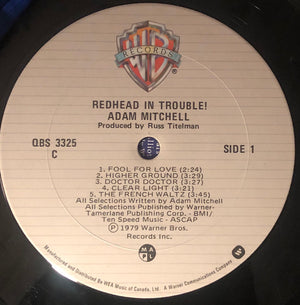 WB
RECORDS
REDHEAD IN TROUBLE!
ADAM MITCHELL
Produced by Russ Titelman
QBS 3325
C
SIDE 1
1. FOOL FOR LOVE (2:24)
2. HIGHER GROUND (3:29)
3. DOCTOR DOCTOR (4:19)
4. CLEAR LIGHT (3:21)
5. THE FRENCH WALTZ (3:45)
All Selections Written by Adam Mitchell
All Selections Published by Warner-
Tamerlane Publishing Corp. - BMI/
Ten Speed Music - ASCAP
Ⓟ 1979 Warner Bros.
Records Inc.
M A
P L
Manufactured and Distributed by WEA Music of Canada, Ltd. A Warner Communications Company